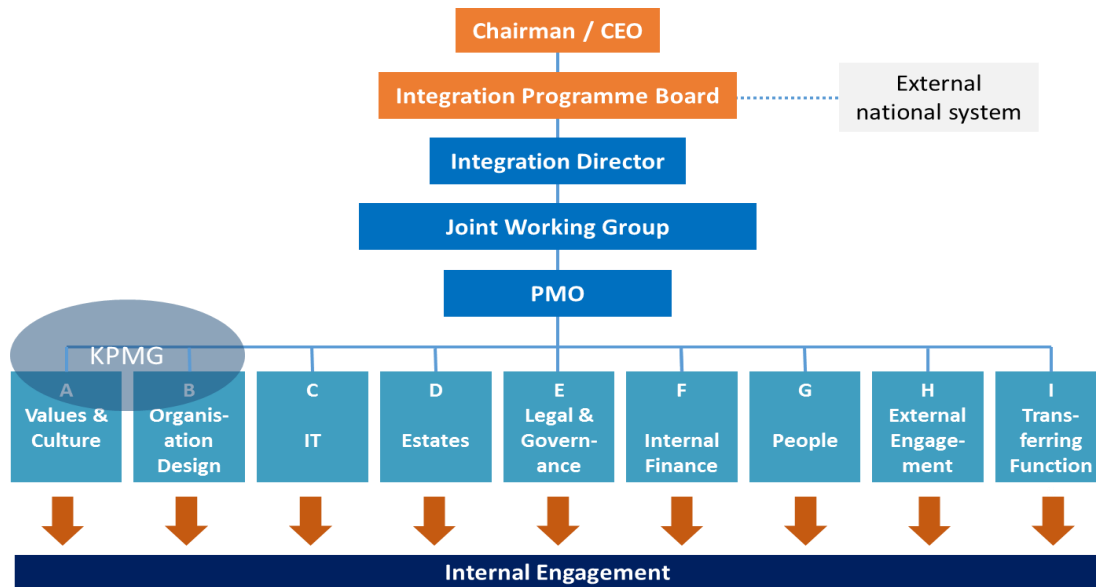 Chairman / CEO
Integration Programme Board
External
national system
Integration Director
Joint Working Group
PMO
KPMG
A
Values &
Culture
B
Organis-
ation
Design
C
IT
D
Estates
E
Legal &
Govern-
ance
F
Internal
Finance
G
People
H
External
Engage-
ment
I
Trans-
ferring
Function
Internal Engagement